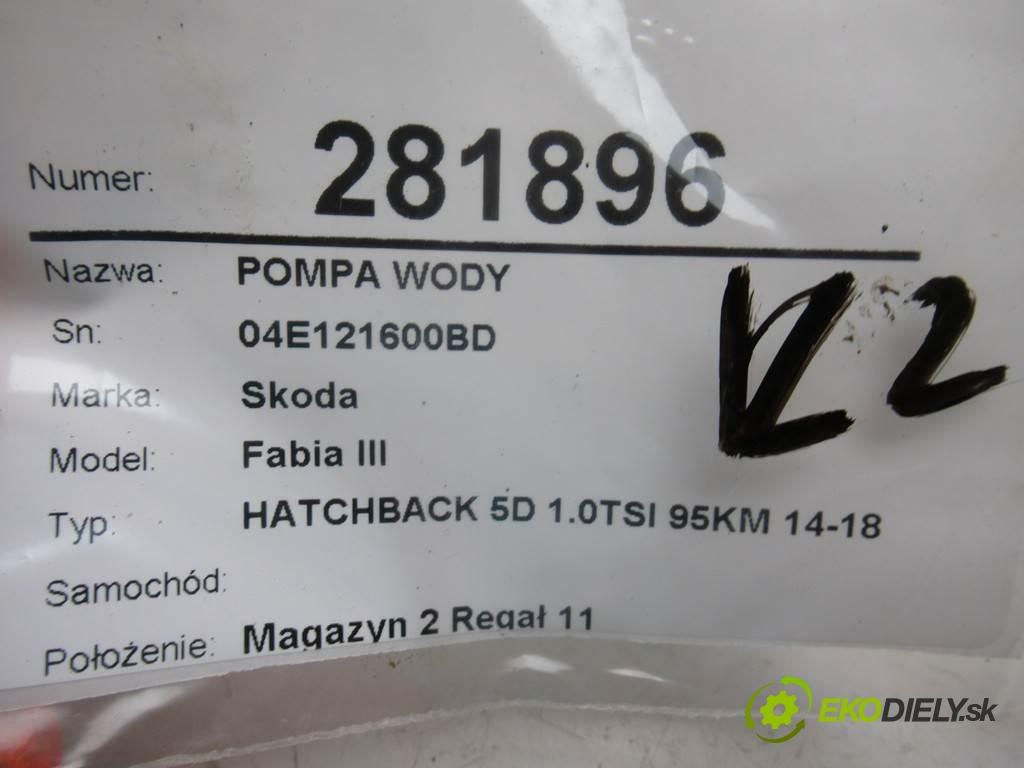 Numer: 281896
Nazwa: POMPA WODY
Sn: 04E121600BD
Marka: Skoda
Model: Fabia III
Typ: HATCHBACK 5D 1.0TSI 95KM 14-18
Samochód:
Położenie: Magazyn 2 Regał 11
K2
EKODIELY.sk